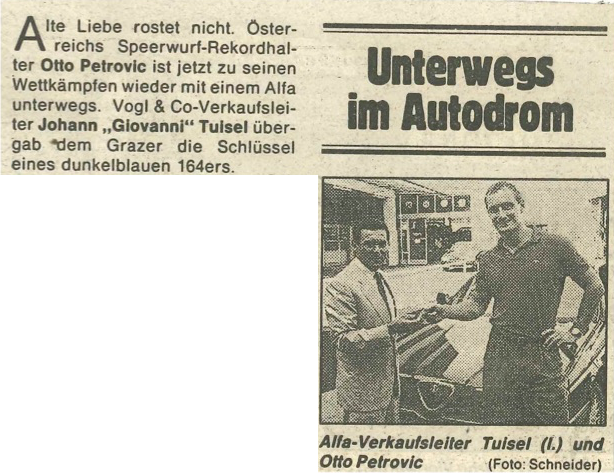 Alte Liebe rostet nicht. Öster-
reichs Speerwurf-Rekordhal-
ter Otto Petrovic ist jetzt zu seinen
Wettkämpfen wieder mit einem Alfa
unterwegs. Vogl & Co-Verkaufslei-
ter Johann „Giovanni“ Tulsel über-
gab dem Grazer die Schlüssel
eines dunkelblauen 164ers.
Unterwegs
im Autodrom
Alfa-Verkaufsleiter Tulsel (l.) und
Otto Petrovic (Foto: Schneider)